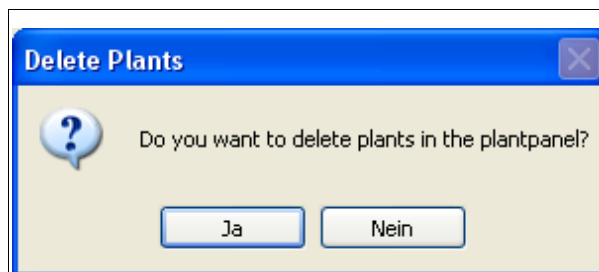 Delete Plants
Do you want to delete plants in the plantpanel?
Ja Nein